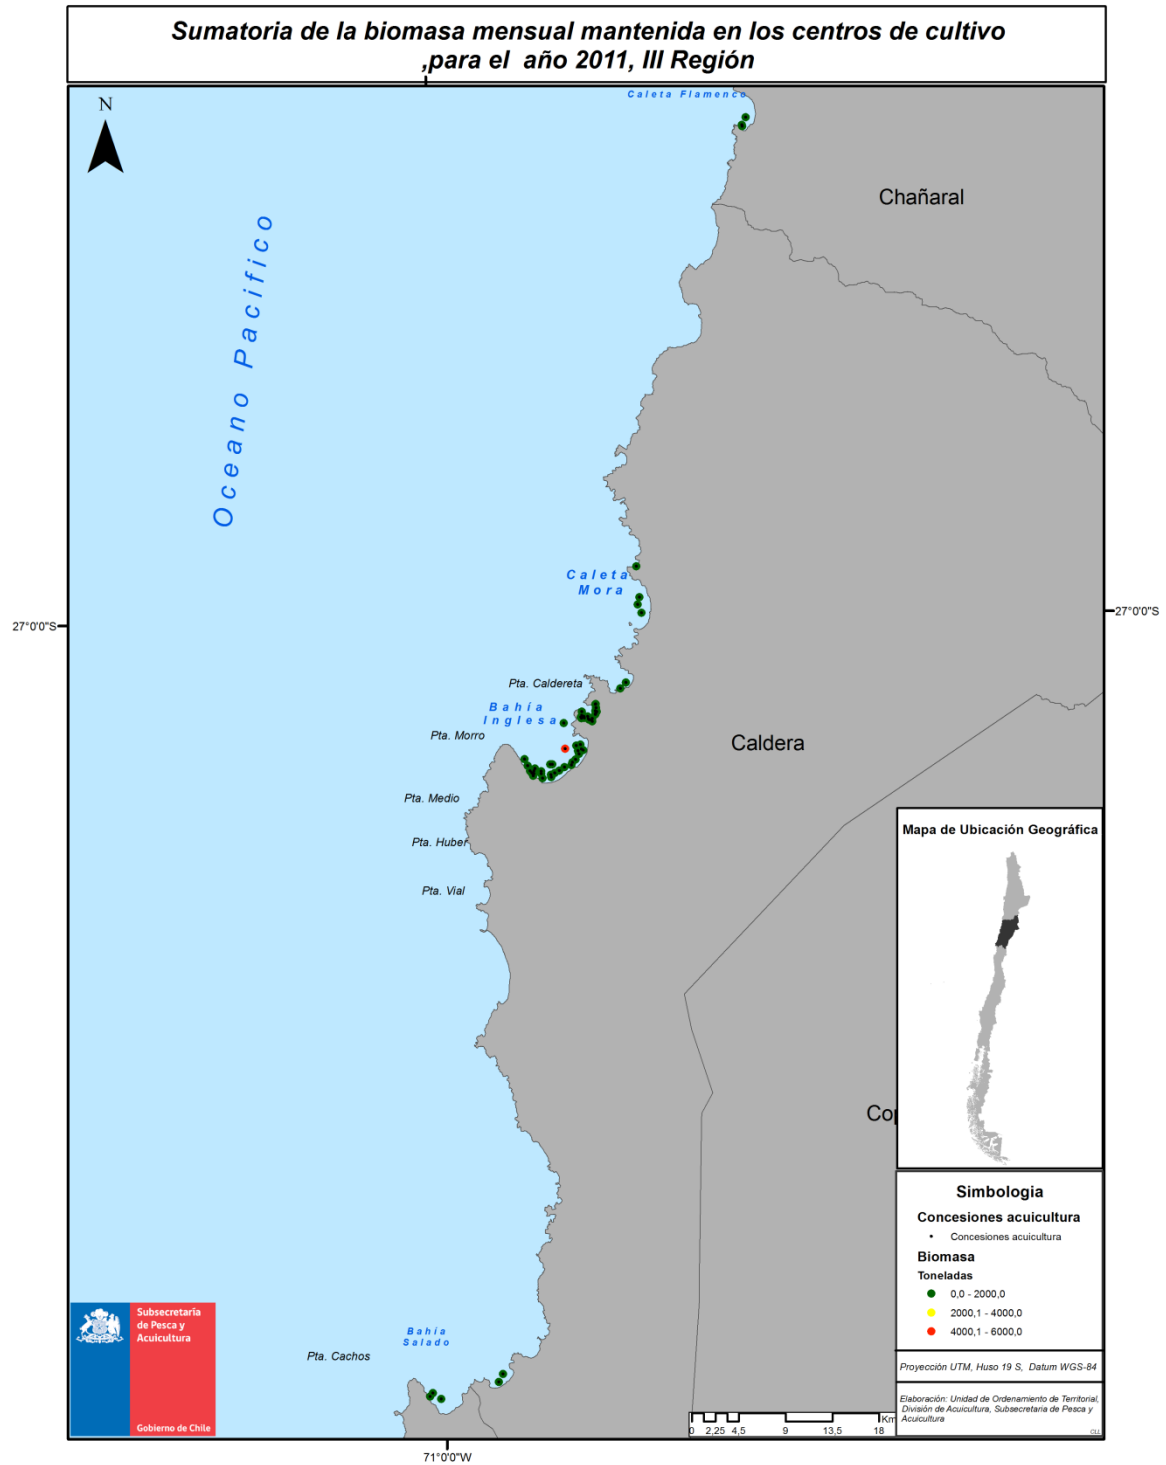 Sumatoria de la biomasa mensual mantenida en los centros de cultivo
,para el año 2011, III Región
N
Caleta Flamenco
Chañaral
Oceano Pacifico
Caleta
Mora
27°0'0"S
27°0'0"S
Pta. Caldereta
Bahía
Inglesa
Pta. Morro
Caldera
Pta. Medio
Pta. Huber
Pta. Vial
Mapa de Ubicación Geográfica
Co
Simbologia
Concesiones acuicultura
Concesiones acuicultura
Biomasa
Toneladas
0,0 - 2000,0
2000,1 - 4000,0
4000,1 - 6000,0
Proyección UTM, Huso 19 S, Datum WGS-84
Elaboración: Unidad de Ordenamiento de Territorial,
División de Acuicultura, Subsecretaria de Pesca y
Acuicultura
Subsecretaría
de Pesca y
Acuicultura
Gobierno de Chile
Bahía
Salado
Pta. Cachos
Km
0 2,25 4,5 9 13,5 18
71°0'0"W